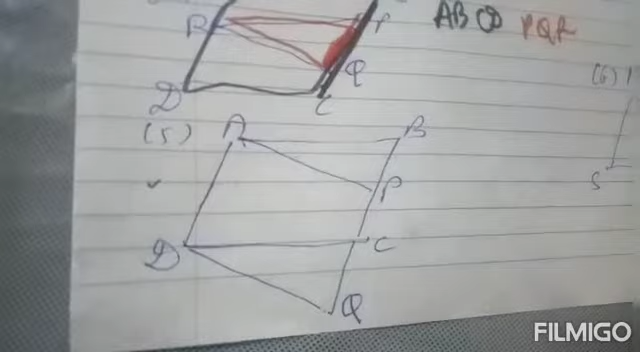 ABCD PQR
R P
Q
D C
(6)
(5) A B
P
S
D C
Q
FILMIGO